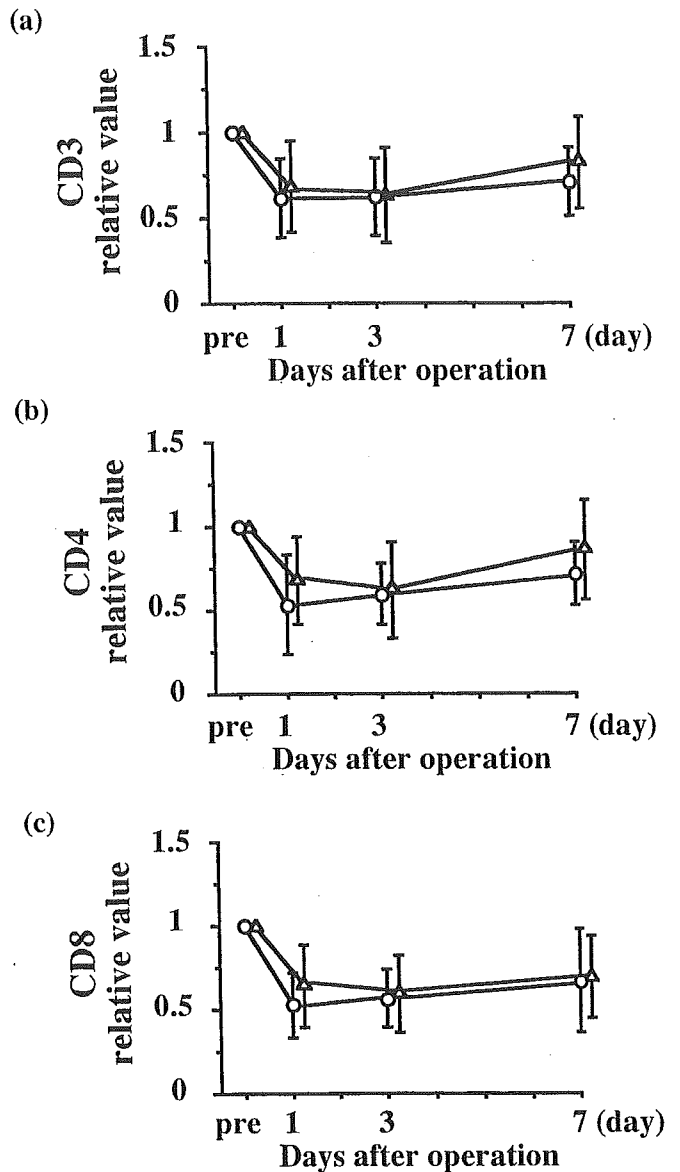 (a)
1.5
1
0.5
0
CD3
relative value
pre 1 3 7 (day)
Days after operation
(b)
1.5
1
0.5
0
CD4
relative value
pre 1 3 7 (day)
Days after operation
(c)
1.5
1
0.5
0
CD8
relative value
pre 1 3 7 (day)
Days after operation